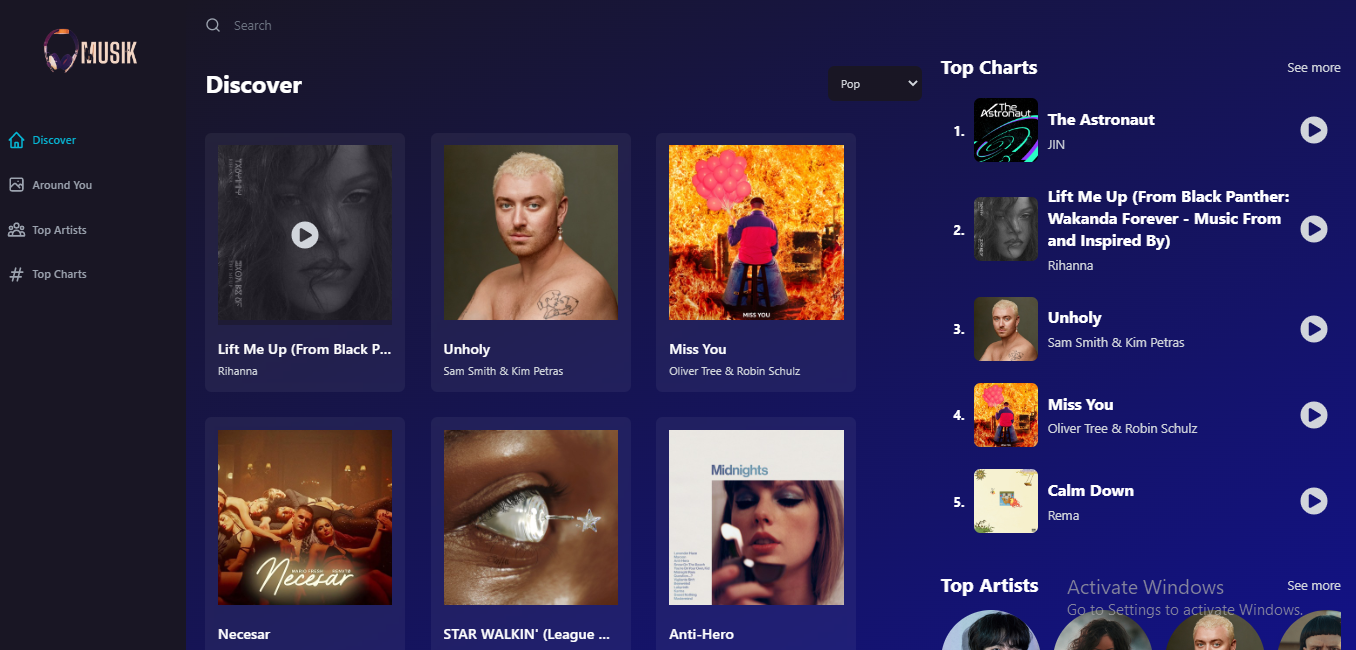 MUSIK
Search
Discover
Around You
Top Artists
Top Charts
Discover
Pop
Lift Me Up (From Black P...
Rihanna
Unholy
Sam Smith & Kim Petras
MISS YOU
Miss You
Oliver Tree & Robin Schulz
Necesar
Necesar
STAR WALKIN' (League ...
Midnights
Anti-Hero
Top Charts
See more
1.
The
Astronaut
The Astronaut
JIN
2.
Lift Me Up (From Black Panther:
Wakanda Forever - Music From
and Inspired By)
Rihanna
3.
Unholy
Sam Smith & Kim Petras
4.
Miss You
Oliver Tree & Robin Schulz
5.
Calm Down
Rema
Top Artists
See more
Activate Windows
Go to Settings to activate Windows.